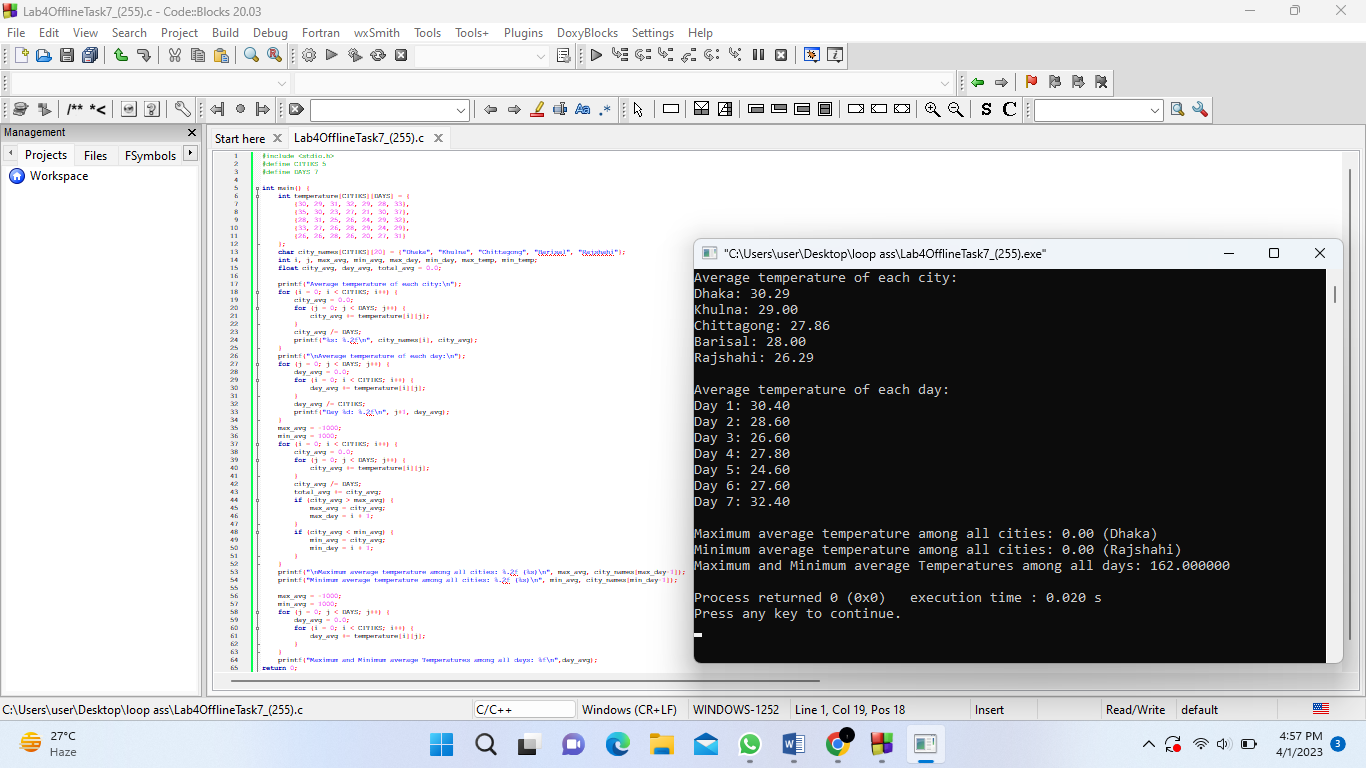 Lab4OfflineTask7_(255).c - Code::Blocks 20.03
File Edit View Search Project Build Debug Fortran wxSmith Tools Tools+ Plugins DoxyBlocks Settings Help
/** *<
Aa .*
S C
Management
Projects Files FSymbols
Workspace
Start here Lab4OfflineTask7_(255).c
1 #include <stdio.h>
2 #define CITIES 5
3 #define DAYS 7
4
5 int main() {
6 int temperature[CITIES][DAYS] = {
7 {30, 29, 31, 32, 29, 28, 33},
8
9 {28, 31, 25, 26, 24, 29, 32},
10 {33, 27, 26, 28, 29, 24, 29},
11 {26, 26, 28, 26, 20, 27, 31}
12 };
13 char city_names[CITIES][20] = {"Dhaka", "Khulna", "Chittagong", "Barisal", "Rajshahi"};
14 int i, j, max_avg, min_avg, max_day, min_day, max_temp, min_temp;
15 float city_avg, day_avg, total_avg = 0.0;
16
17 printf("Average temperature of each city:\n");
18 for (i = 0; i < CITIES; i++) {
19 city_avg = 0.0;
20 for (j = 0; j < DAYS; j++) {
21 city_avg += temperature[i][j];
22 }
23 city_avg /= DAYS;
24 printf("%s: %.2f\n", city_names[i], city_avg);
25 }
26 printf("\nAverage temperature of each day:\n");
27 for (j = 0; j < DAYS; j++) {
28 day_avg = 0.0;
29 for (i = 0; i < CITIES; i++) {
30 day_avg += temperature[i][j];
31 }
32 day_avg /= CITIES;
33 printf("Day %d: %.2f\n", j+1, day_avg);
34 }
35 max_avg = -1000;
36 min_avg = 1000;
37 for (i = 0; i < CITIES; i++) {
38 city_avg = 0.0;
39 for (j = 0; j < DAYS; j++) {
40 city_avg += temperature[i][j];
41 }
42 city_avg /= DAYS;
43 total_avg += city_avg;
44 if (city_avg > max_avg) {
45 max_avg = city_avg;
46 max_day = i + 1;
47 }
48 if (city_avg < min_avg) {
49 min_avg = city_avg;
50 min_day = i + 1;
51 }
52 }
53 printf("\nMaximum average temperature among all cities: %.2f (%s)\n", max_avg, city_names[max_day-1]);
54 printf("Minimum average temperature among all cities: %.2f (%s)\n", min_avg, city_names[min_day-1]);
55
56 max_avg = -1000;
57 min_avg = 1000;
58 for (j = 0; j < DAYS; j++) {
59 day_avg = 0.0;
60 for (i = 0; i < CITIES; i++) {
61 day_avg += temperature[i][j];
62 }
63 }
64 printf("Maximum and Minimum average Temperatures among all days: %f\n",day_avg);
65 return 0;
"C:\Users\user\Desktop\loop ass\Lab4OfflineTask7_(255).exe"
Average temperature of each city:
Dhaka: 30.29
Khulna: 29.00
Chittagong: 27.86
Barisal: 28.00
Rajshahi: 26.29
Average temperature of each day:
Day 1: 30.40
Day 2: 28.60
Day 3: 26.60
Day 4: 27.80
Day 5: 24.60
Day 6: 27.60
Day 7: 32.40
Maximum average temperature among all cities: 0.00 (Dhaka)
Minimum average temperature among all cities: 0.00 (Rajshahi)
Maximum and Minimum average Temperatures among all days: 162.000000
Process returned 0 (0x0) execution time : 0.020 s
Press any key to continue.
C:\Users\user\Desktop\loop ass\Lab4OfflineTask7_(255).c C/C++ Windows (CR+LF) WINDOWS-1252 Line 1, Col 19, Pos 18 Insert Read/Write default
27°C
Haze
4:57 PM
4/1/2023
3